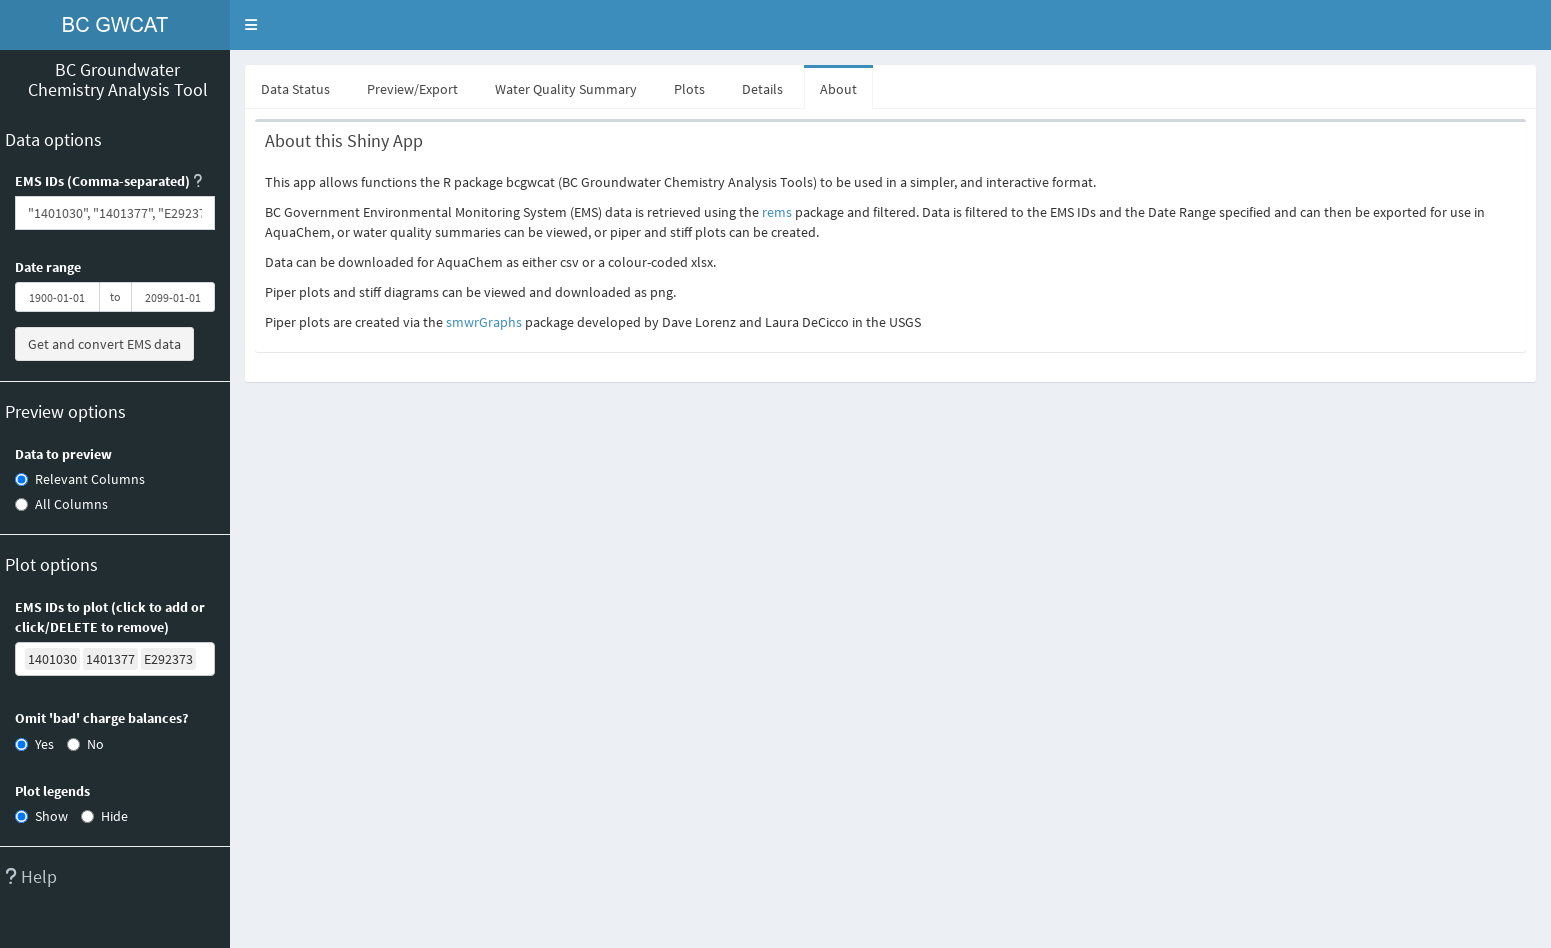 BC GWCAT
BC Groundwater
Chemistry Analysis Tool
Data options
EMS IDs (Comma-separated) ?
"1401030", "1401377", "E29237
Date range
1900-01-01 to 2099-01-01
Get and convert EMS data
Preview options
Data to preview
Relevant Columns
All Columns
Plot options
EMS IDs to plot (click to add or
click/DELETE to remove)
1401030 1401377 E292373
Omit 'bad' charge balances?
Yes No
Plot legends
Show Hide
? Help
Data Status Preview/Export Water Quality Summary Plots Details About
About this Shiny App
This app allows functions the R package bcgwcat (BC Groundwater Chemistry Analysis Tools) to be used in a simpler, and interactive format.
BC Government Environmental Monitoring System (EMS) data is retrieved using the rems package and filtered. Data is filtered to the EMS IDs and the Date Range specified and can then be exported for use in
AquaChem, or water quality summaries can be viewed, or piper and stiff plots can be created.
Data can be downloaded for AquaChem as either csv or a colour-coded xlsx.
Piper plots and stiff diagrams can be viewed and downloaded as png.
Piper plots are created via the smwrGraphs package developed by Dave Lorenz and Laura DeCicco in the USGS